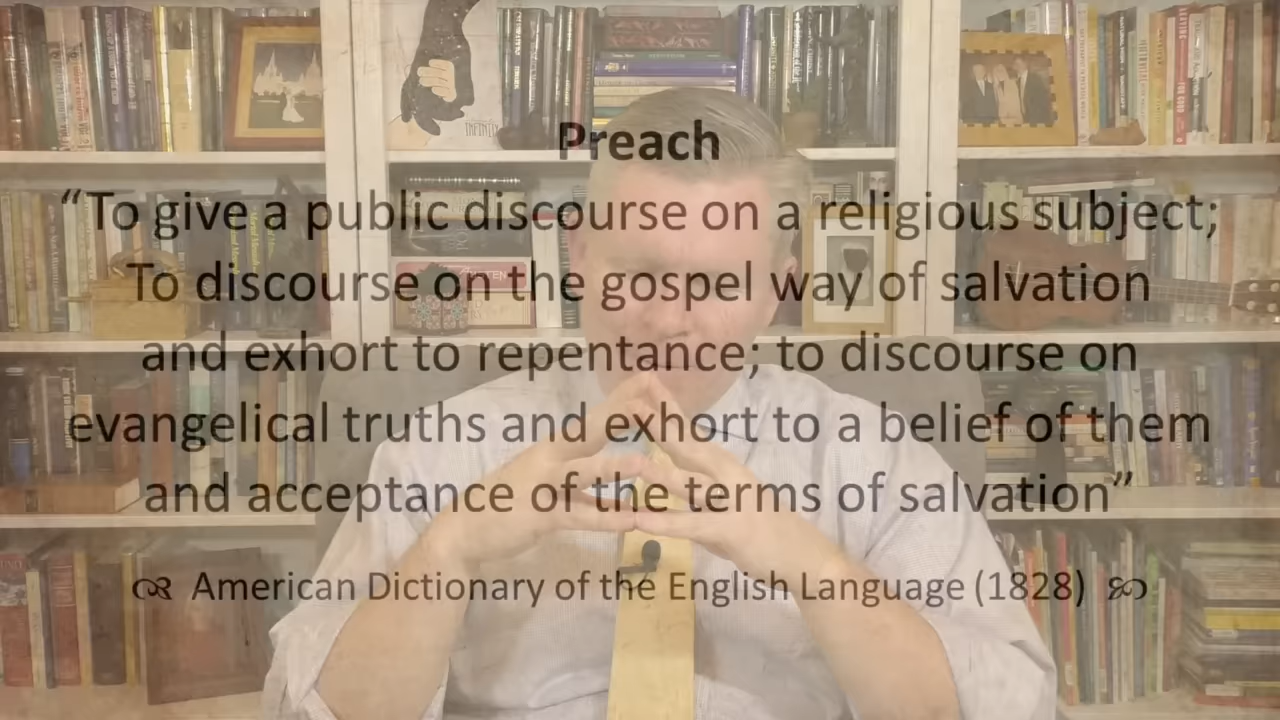 INFINITY
Preach
“To give a public discourse on a religious subject;
To discourse on the gospel way of salvation
and exhort to repentance; to discourse on
evangelical truths and exhort to a belief of them
and acceptance of the terms of salvation”
American Dictionary of the English Language (1828)